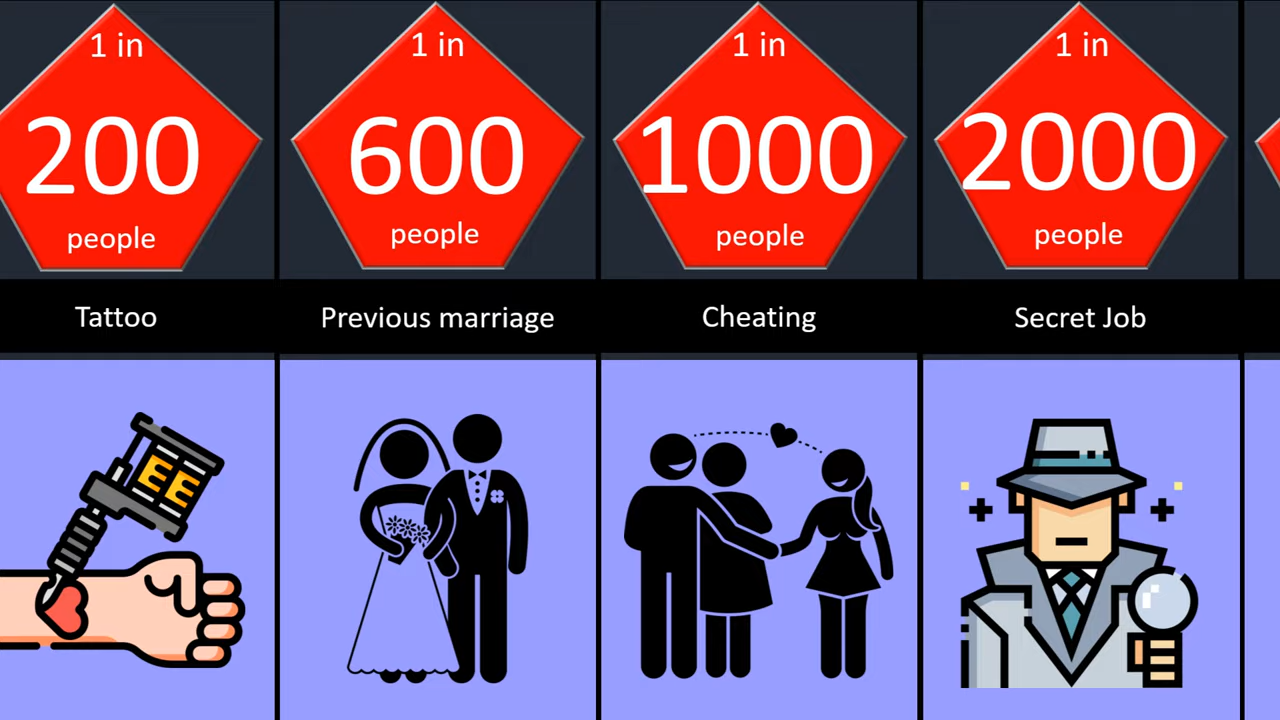 1 in
200
people
Tattoo
1 in
600
people
Previous marriage
1 in
1000
people
Cheating
1 in
2000
people
Secret Job